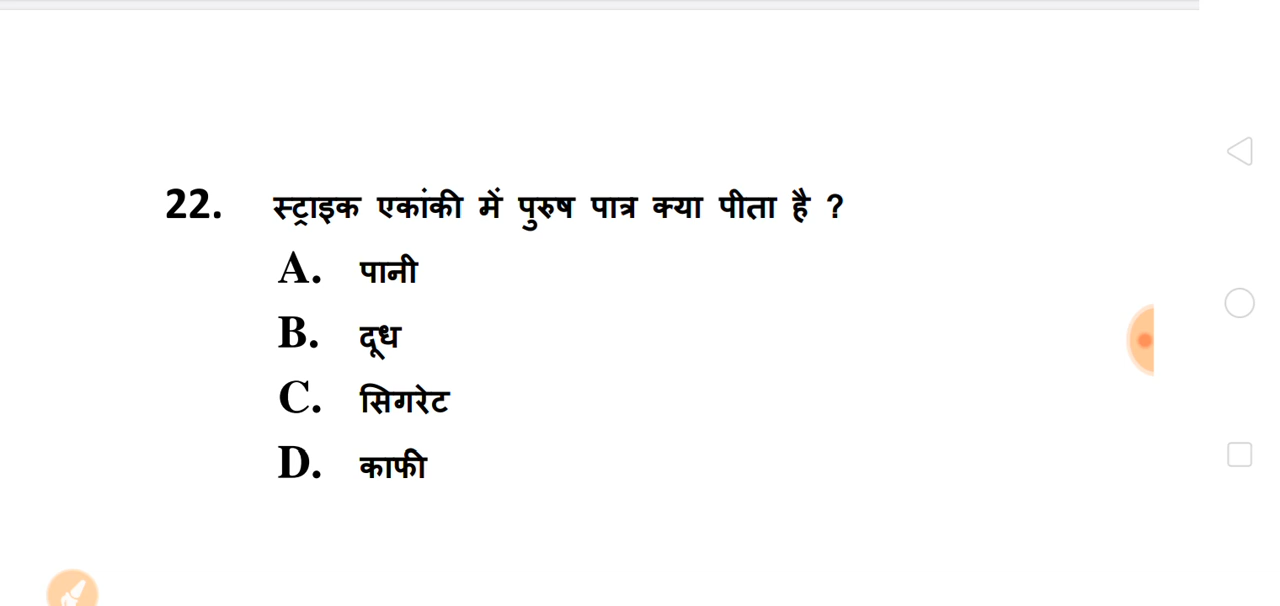 22. स्ट्राइक एकांकी में पुरुष पात्र क्या पीता है ?
A. पानी
B. दूध
C. सिगरेट
D. काफी